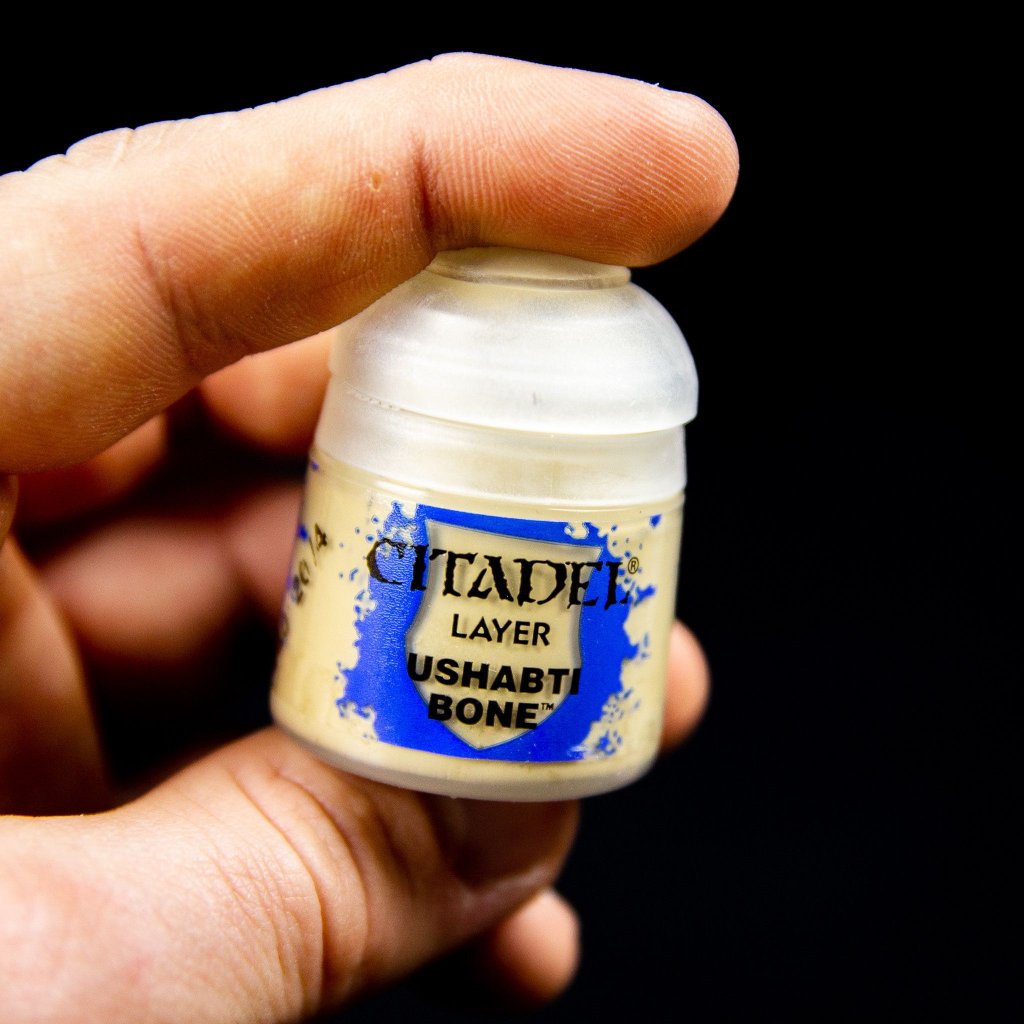 CITADEL®
LAYER
USHABTI
BONE™